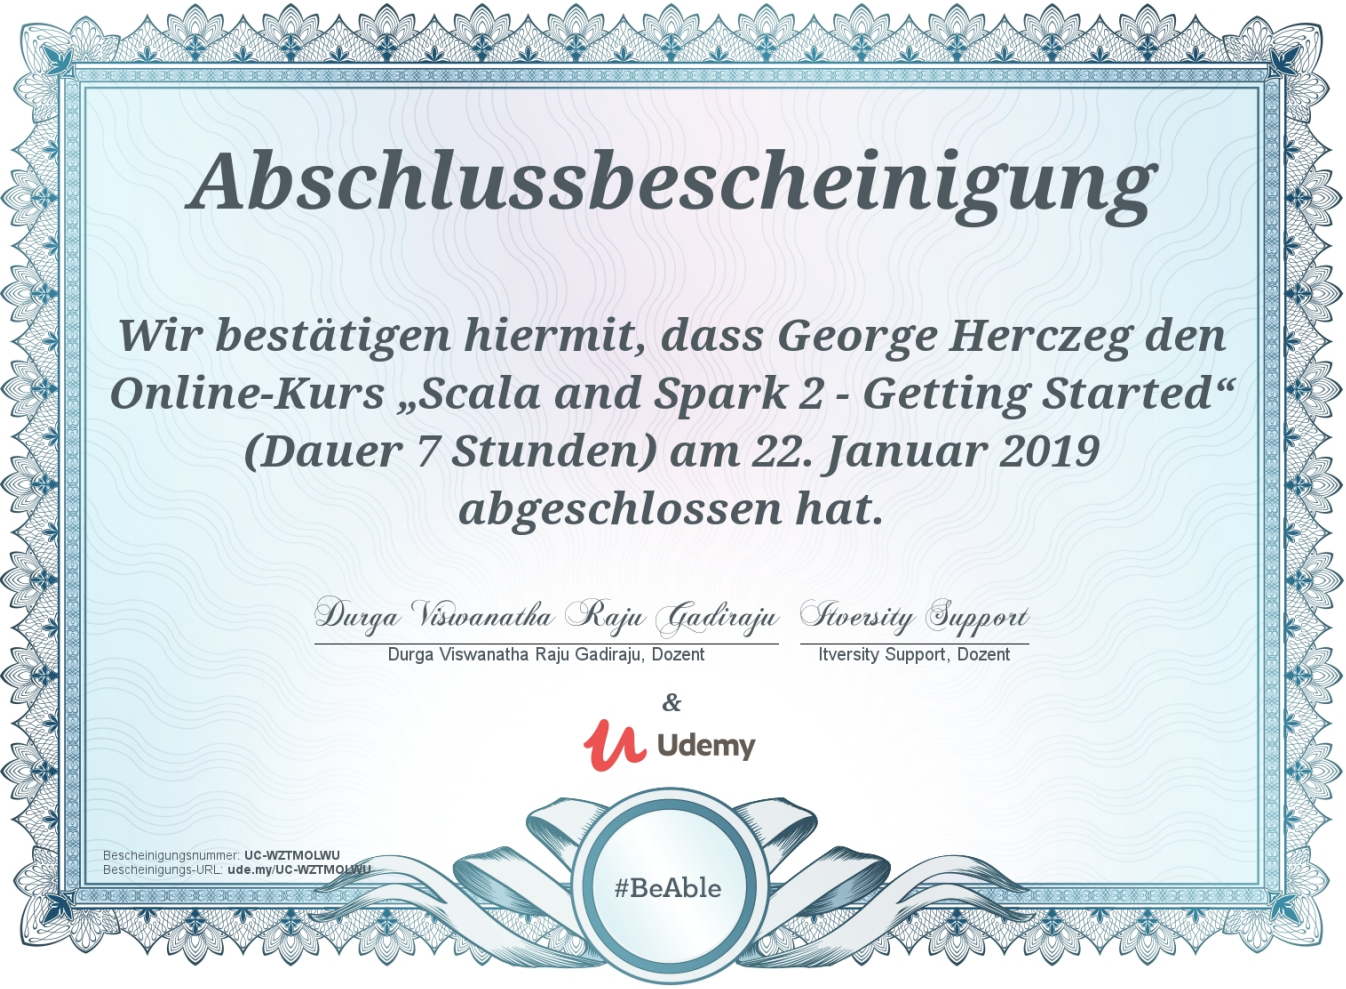 Abschlussbescheinigung
Wir bestätigen hiermit, dass George Herczeg den
Online-Kurs „Scala and Spark 2 - Getting Started“
(Dauer 7 Stunden) am 22. Januar 2019
abgeschlossen hat.
Durga Viswanatha Raju Gadiraju Itversity Support
Durga Viswanatha Raju Gadiraju, Dozent Itversity Support, Dozent
&
Udemy
Bescheinigungsnummer: UC-WZTMOLWU
Bescheinigungs-URL: ude.my/UC-WZTMOLWU
#BeAble